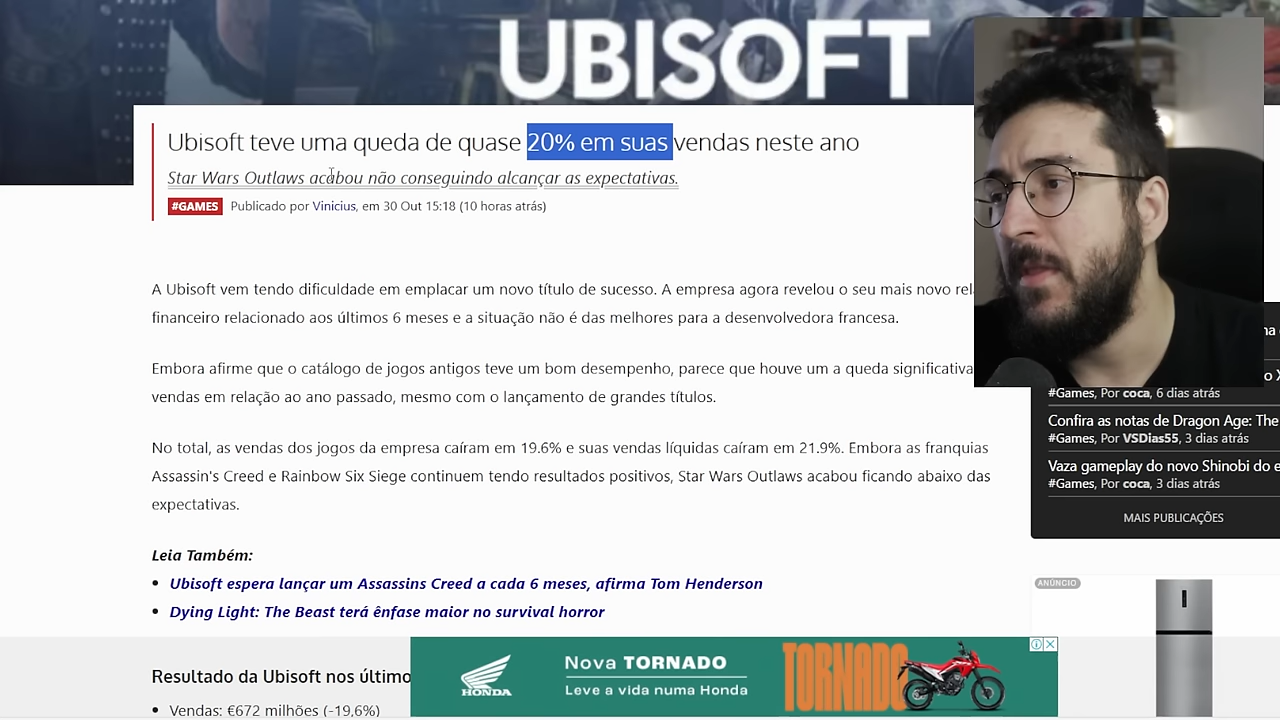 UBISOFT
Ubisoft teve uma queda de quase 20% em suas vendas neste ano
Star Wars Outlaws acabou não conseguindo alcançar as expectativas.
#GAMES Publicado por Vinicius, em 30 Out 15:18 (10 horas atrás)
A Ubisoft vem tendo dificuldade em emplacar um novo título de sucesso. A empresa agora revelou o seu mais novo
financeiro relacionado aos últimos 6 meses e a situação não é das melhores para a desenvolvedora francesa.
Embora afirme que o catálogo de jogos antigos teve um bom desempenho, parece que houve um a queda significativa
vendas em relação ao ano passado, mesmo com o lançamento de grandes títulos.
No total, as vendas dos jogos da empresa caíram em 19.6% e suas vendas líquidas caíram em 21.9%. Embora as franquias
Assassin's Creed e Rainbow Six Siege continuem tendo resultados positivos, Star Wars Outlaws acabou ficando abaixo das
expectativas.
Leia Também:
• Ubisoft espera lançar um Assassins Creed a cada 6 meses, afirma Tom Henderson
• Dying Light: The Beast terá ênfase maior no survival horror
Resultado da Ubisoft nos último
• Vendas: €672 milhões (-19,6%)
#Games, Por coca, 6 dias atrás
Confira as notas de Dragon Age: The
#Games, Por VSDias55, 3 dias atrás
Vaza gameplay do novo Shinobi do
#Games, Por coca, 3 dias atrás
MAIS PUBLICAÇÕES
ANÚNCIO
HONDA
Nova TORNADO
Leve a vida numa Honda
TORNADO